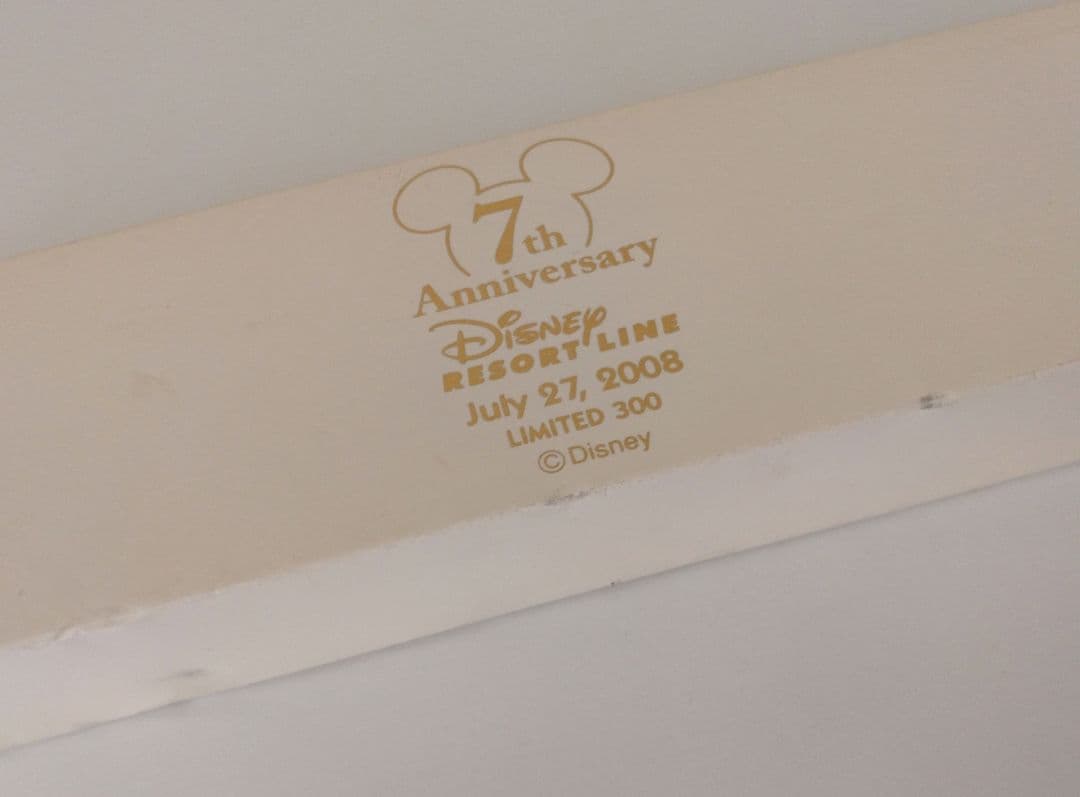 7th
Anniversary
Disney
RESORT LINE
July 27, 2008
LIMITED 300
©Disney